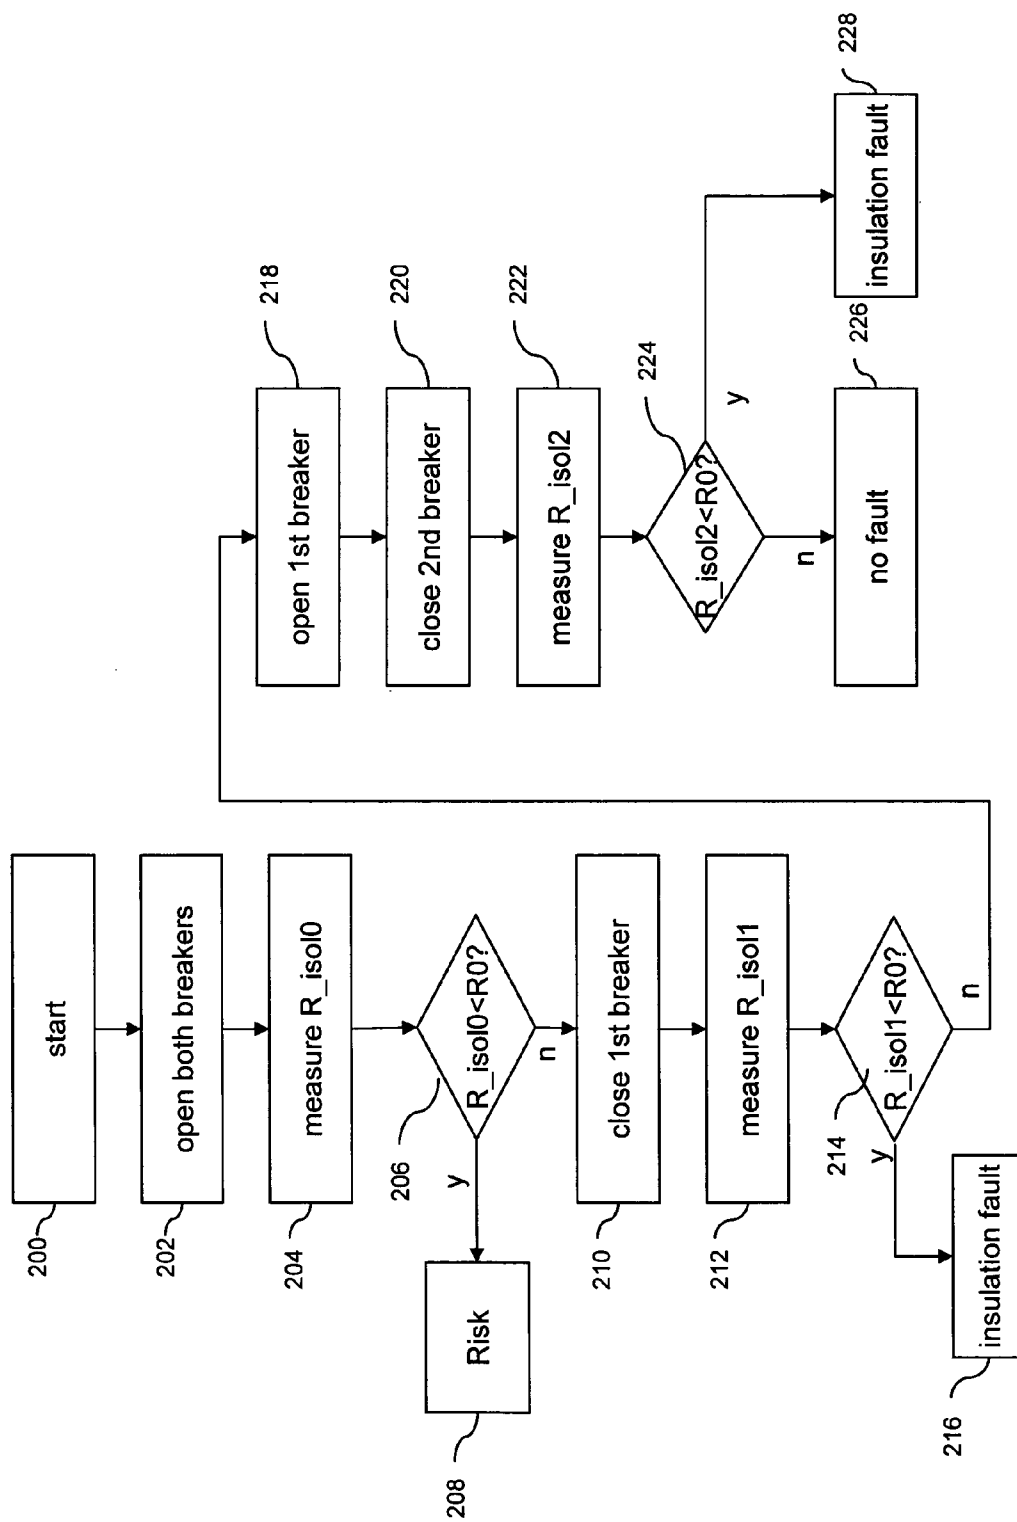 start
200
open both breakers
202
measure R_isol0
204
R_isol0<R0?
206
y
n
Risk
208
close 1st breaker
210
measure R_isol1
212
R_isol1<R0?
214
y
n
insulation fault
216
open 1st breaker
218
close 2nd breaker
220
measure R_isol2
222
R_isol2<R0?
224
y
n
no fault
226
insulation fault
228